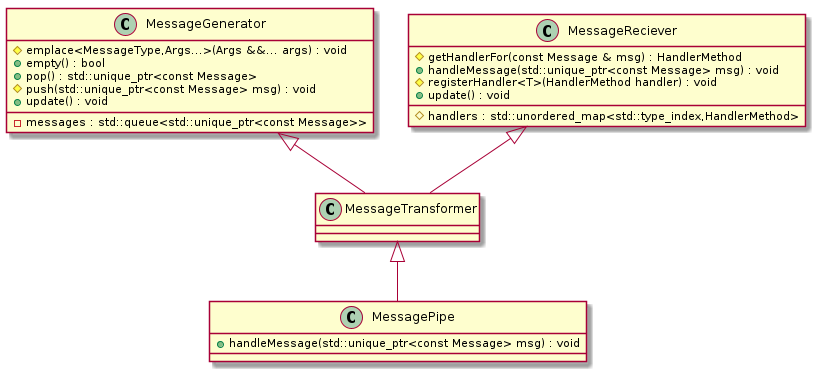 C MessageGenerator
emplace<MessageType,Args...>(Args &&... args) : void
empty() : bool
pop() : std::unique_ptr<const Message>
push(std::unique_ptr<const Message> msg) : void
update() : void
messages : std::queue<std::unique_ptr<const Message>>
C MessageReciever
getHandlerFor(const Message & msg) : HandlerMethod
handleMessage(std::unique_ptr<const Message> msg) : void
registerHandler<T>(HandlerMethod handler) : void
update() : void
handlers : std::unordered_map<std::type_index,HandlerMethod>
C MessageTransformer
C MessagePipe
handleMessage(std::unique_ptr<const Message> msg) : void